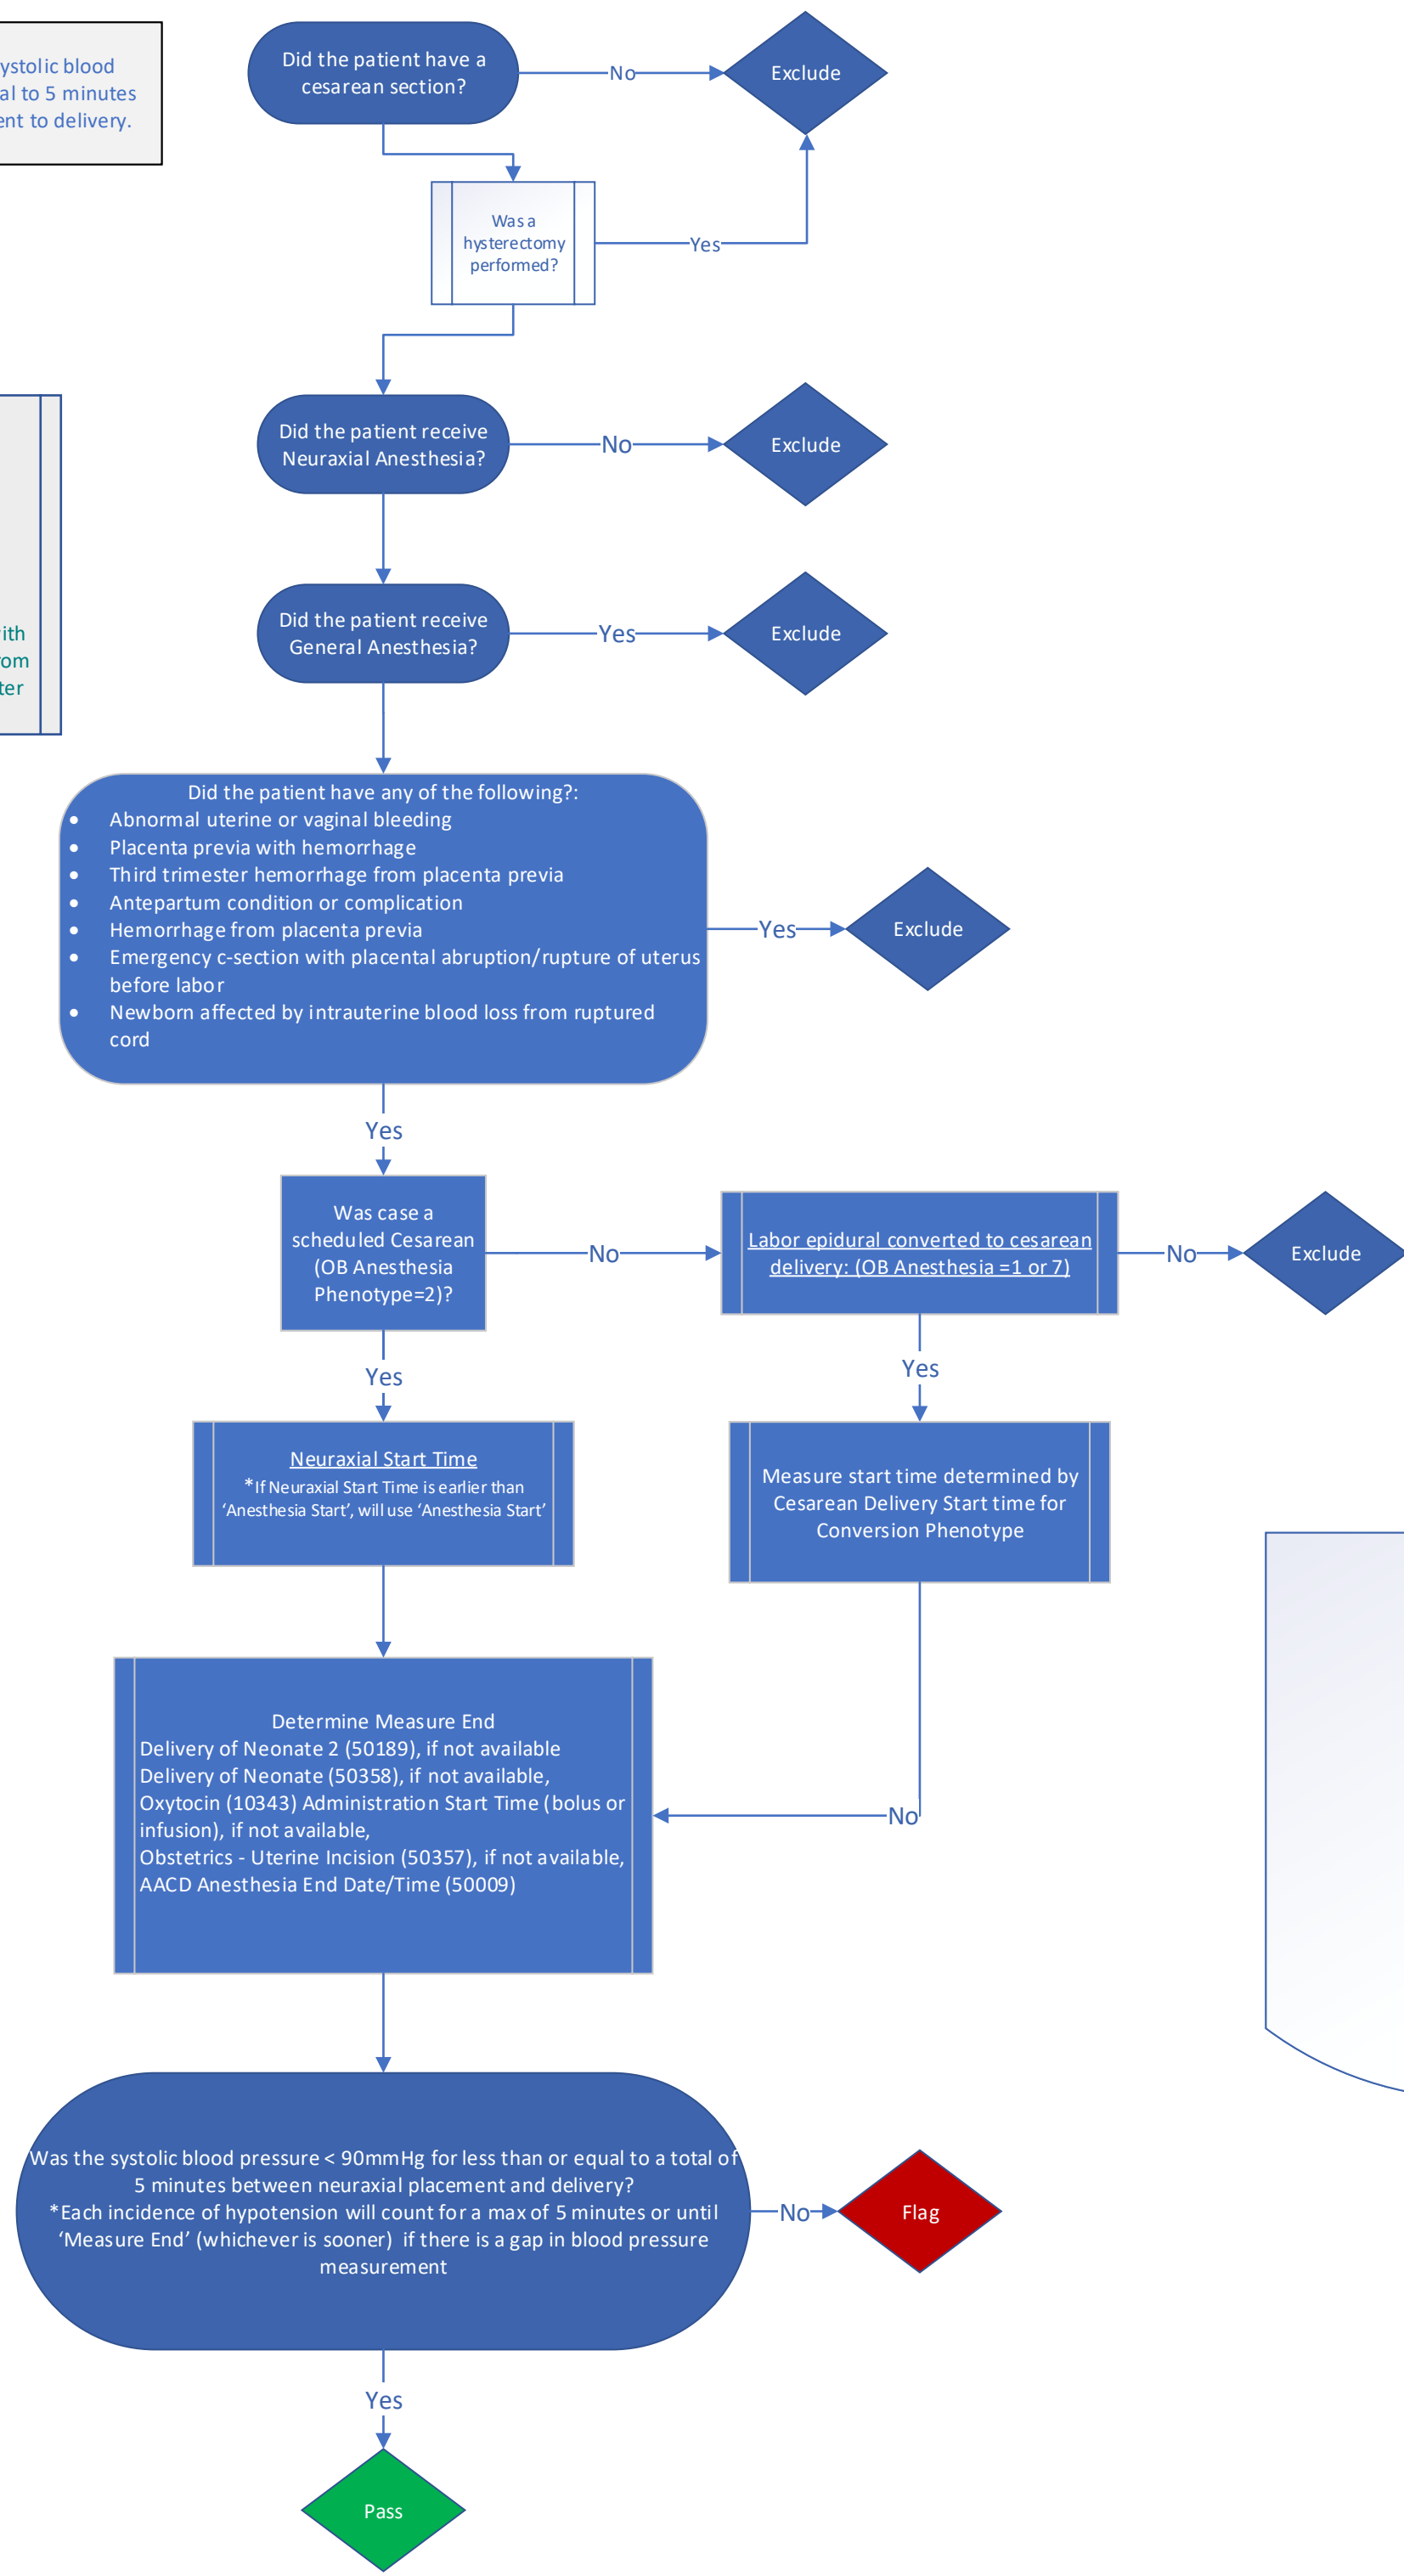 ystolic blood
al to 5 minutes
ent to delivery.
Did the patient have a
cesarean section?
No
Exclude
Was a
hysterectomy
performed?
Yes
Did the patient receive
Neuraxial Anesthesia?
No
Exclude
Did the patient receive
General Anesthesia?
Yes
Exclude
ith
om
ter
Did the patient have any of the following?:
• Abnormal uterine or vaginal bleeding
• Placenta previa with hemorrhage
• Third trimester hemorrhage from placenta previa
• Antepartum condition or complication
• Hemorrhage from placenta previa
• Emergency c-section with placental abruption/rupture of uterus
before labor
• Newborn affected by intrauterine blood loss from ruptured
cord
Yes
Exclude
Yes
Was case a
scheduled Cesarean
(OB Anesthesia
Phenotype=2)?
No
Labor epidural converted to cesarean
delivery: (OB Anesthesia =1 or 7)
No
Exclude
Yes
Yes
Neuraxial Start Time
*If Neuraxial Start Time is earlier than
‘Anesthesia Start’, will use ‘Anesthesia Start’
Measure start time determined by
Cesarean Delivery Start time for
Conversion Phenotype
Determine Measure End
Delivery of Neonate 2 (50189), if not available
Delivery of Neonate (50358), if not available,
Oxytocin (10343) Administration Start Time (bolus or
infusion), if not available,
Obstetrics - Uterine Incision (50357), if not available,
AACD Anesthesia End Date/Time (50009)
No
Was the systolic blood pressure < 90mmHg for less than or equal to a total of
5 minutes between neuraxial placement and delivery?
*Each incidence of hypotension will count for a max of 5 minutes or until
‘Measure End’ (whichever is sooner) if there is a gap in blood pressure
measurement
No
Flag
Yes
Pass